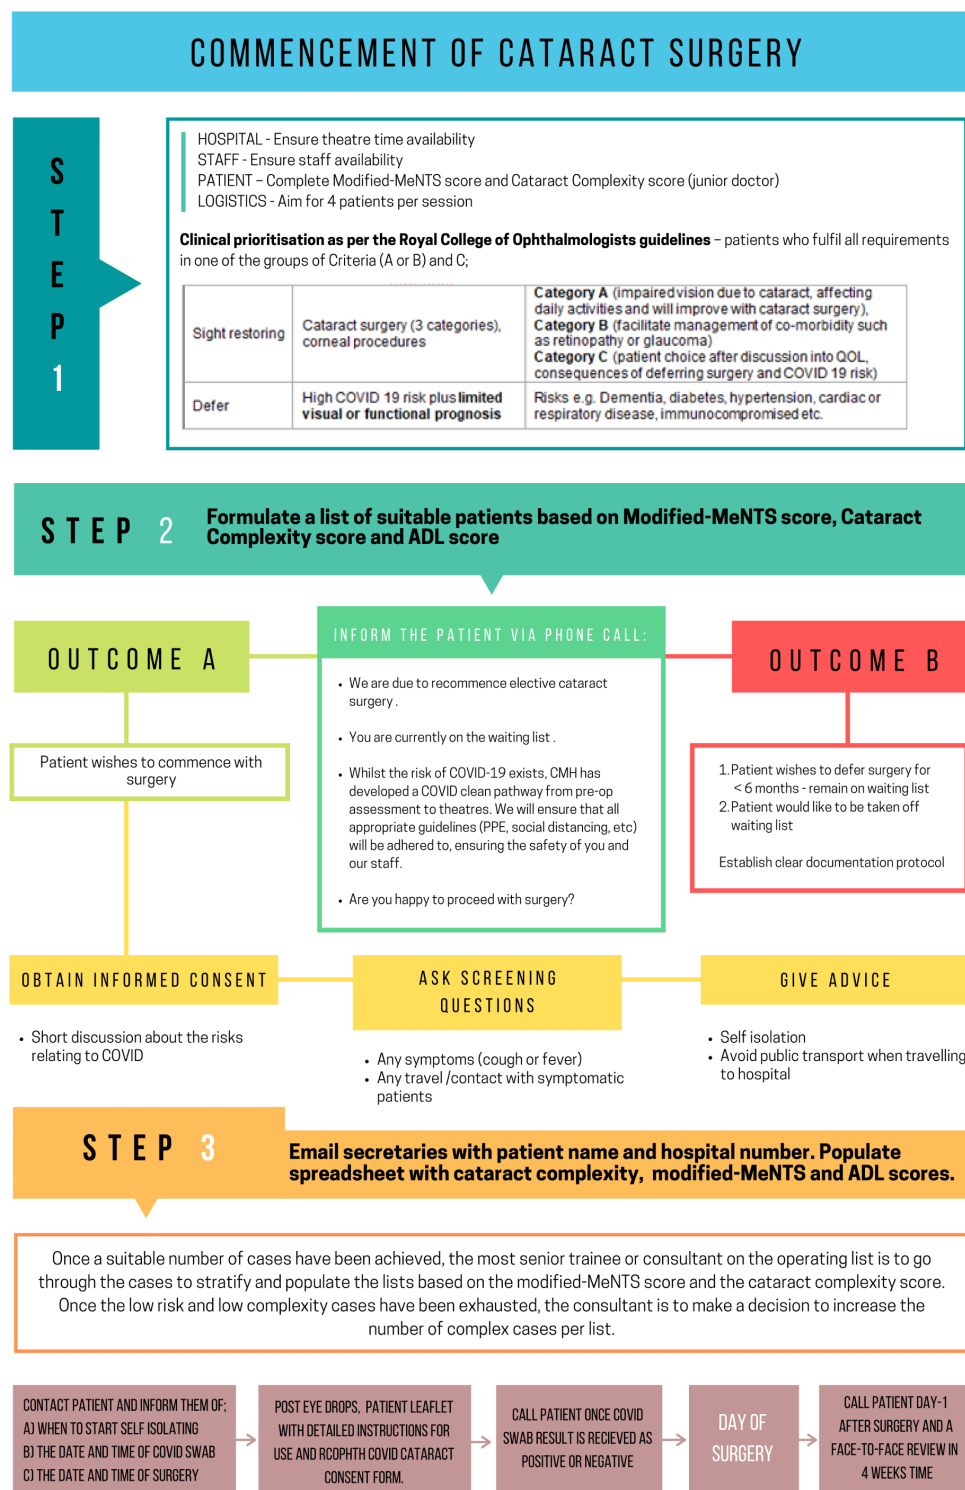 COMMENCEMENT OF CATARACT SURGERY
STEP 1
HOSPITAL - Ensure theatre time availability
STAFF - Ensure staff availability
PATIENT – Complete Modified-MeNTS score and Cataract Complexity score (junior doctor)
LOGISTICS - Aim for 4 patients per session
Clinical prioritisation as per the Royal College of Ophthalmologists guidelines – patients who fulfil all requirements
in one of the groups of Criteria (A or B) and C;
Sight restoring
Cataract surgery (3 categories),
corneal procedures
Category A (impaired vision due to cataract, affecting
daily activities and will improve with cataract surgery),
Category B (facilitate management of co-morbidity such
as retinopathy or glaucoma)
Category C (patient choice after discussion into QOL,
consequences of deferring surgery and COVID 19 risk)
Defer
High COVID 19 risk plus limited
visual or functional prognosis
Risks e.g. Dementia, diabetes, hypertension, cardiac or
respiratory disease, immunocompromised etc.
STEP 2
Formulate a list of suitable patients based on Modified-MeNTS score, Cataract
Complexity score and ADL score
OUTCOME A
Patient wishes to commence with
surgery
INFORM THE PATIENT VIA PHONE CALL:
• We are due to recommence elective cataract
surgery .
• You are currently on the waiting list .
• Whilst the risk of COVID-19 exists, CMH has
developed a COVID clean pathway from pre-op
assessment to theatres. We will ensure that all
appropriate guidelines (PPE, social distancing, etc)
will be adhered to, ensuring the safety of you and
our staff.
• Are you happy to proceed with surgery?
OUTCOME B
1. Patient wishes to defer surgery for
< 6 months - remain on waiting list
2. Patient would like to be taken off
waiting list
Establish clear documentation protocol
OBTAIN INFORMED CONSENT
• Short discussion about the risks
relating to COVID
ASK SCREENING
QUESTIONS
• Any symptoms (cough or fever)
• Any travel /contact with symptomatic
patients
GIVE ADVICE
• Self isolation
• Avoid public transport when travelling
to hospital
STEP 3
Email secretaries with patient name and hospital number. Populate
spreadsheet with cataract complexity, modified-MeNTS and ADL scores.
Once a suitable number of cases have been achieved, the most senior trainee or consultant on the operating list is to go
through the cases to stratify and populate the lists based on the modified-MeNTS score and the cataract complexity score.
Once the low risk and low complexity cases have been exhausted, the consultant is to make a decision to increase the
number of complex cases per list.
CONTACT PATIENT AND INFORM THEM OF;
A) WHEN TO START SELF ISOLATING
B) THE DATE AND TIME OF COVID SWAB
C) THE DATE AND TIME OF SURGERY
POST EYE DROPS, PATIENT LEAFLET
WITH DETAILED INSTRUCTIONS FOR
USE AND RCOPHTH COVID CATARACT
CONSENT FORM.
CALL PATIENT ONCE COVID
SWAB RESULT IS RECIEVED AS
POSITIVE OR NEGATIVE
DAY OF
SURGERY
CALL PATIENT DAY-1
AFTER SURGERY AND A
FACE-TO-FACE REVIEW IN
4 WEEKS TIME